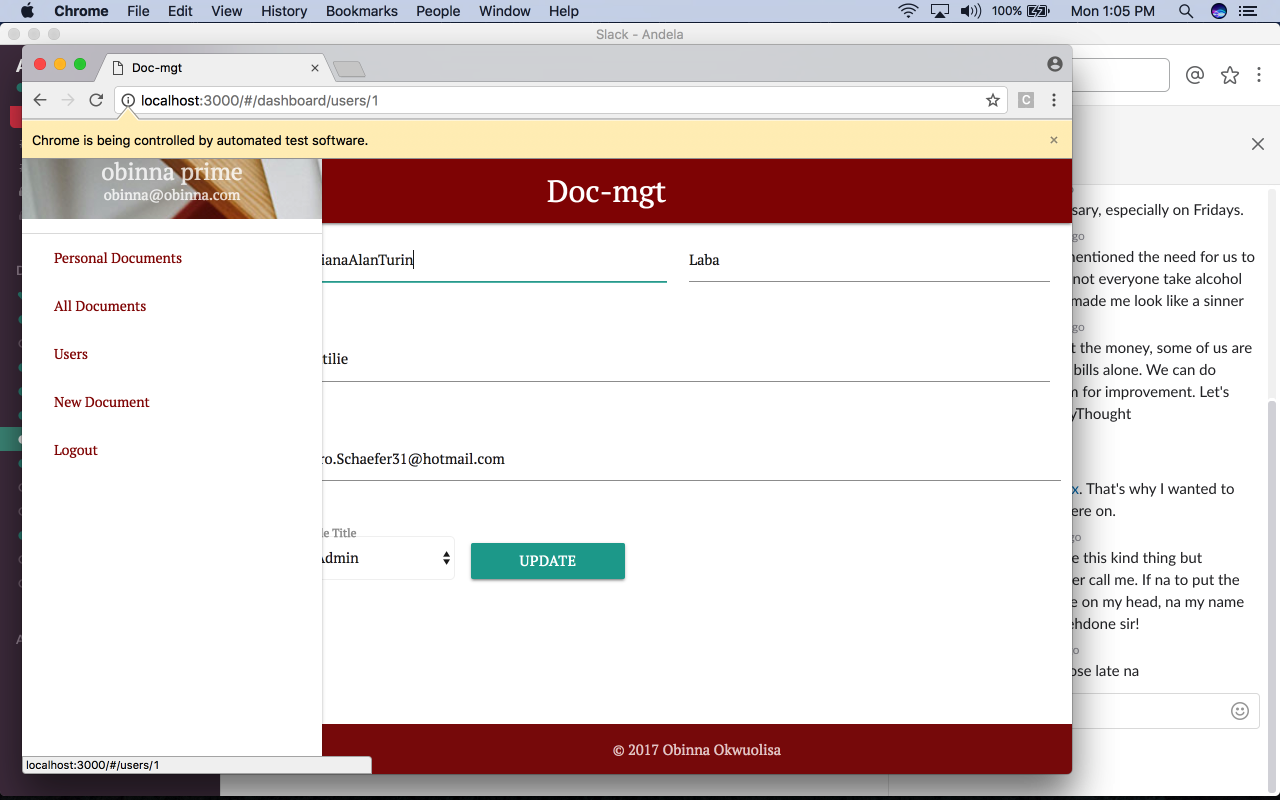 Chrome File Edit View History Bookmarks People Window Help 100% Mon 1:05 PM
Slack - Andela
Doc-mgt
localhost:3000/#/dashboard/users/1
Chrome is being controlled by automated test software.
obinna prime
obinna@obinna.com
Doc-mgt
Personal Documents
All Documents
Users
New Document
Logout
ianaAlanTurin
Laba
tilie
ro.Schaefer31@hotmail.com
le Title
Admin
UPDATE
© 2017 Obinna Okwuolisa
localhost:3000/#/users/1
sary, especially on Fridays.
go
mentioned the need for us to
not everyone take alcohol
made me look like a sinner
go
t the money, some of us are
bills alone. We can do
m for improvement. Let's
yThought
x. That's why I wanted to
ere on.
go
e this kind thing but
er call me. If na to put the
e on my head, na my name
ehdone sir!
o
ose late na